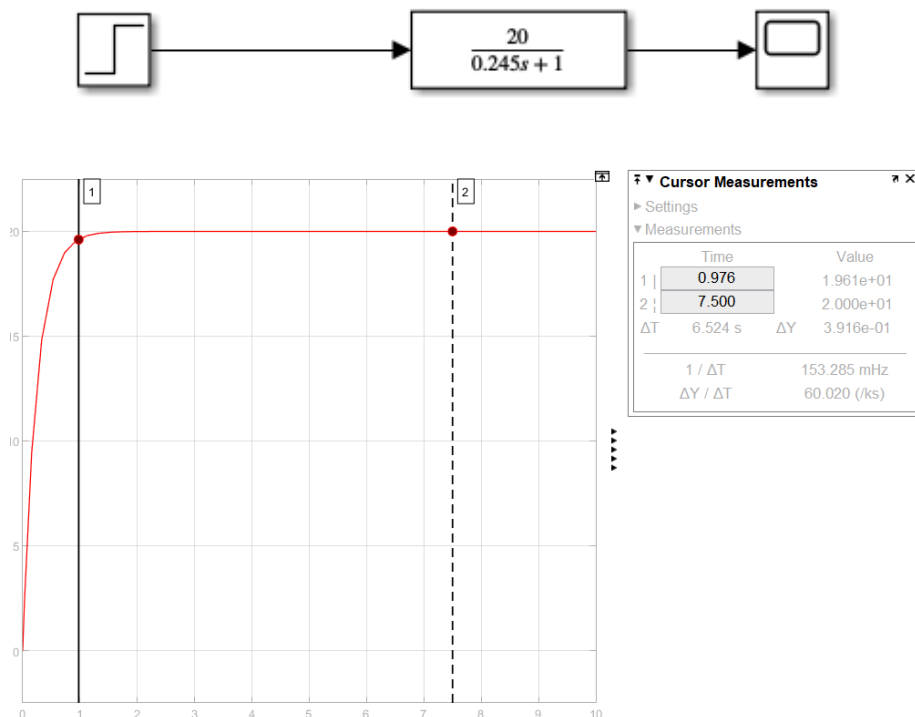 20
0.245s + 1
1
2
20
15
10
5
0
0 1 2 3 4 5 6 7 8 9 10
Cursor Measurements
Settings
Measurements
Time Value
1 | 0.976 1.961e+01
2 ¦ 7.500 2.000e+01
ΔT 6.524 s ΔY 3.916e-01
1 / ΔT 153.285 mHz
ΔY / ΔT 60.020 (/ks)